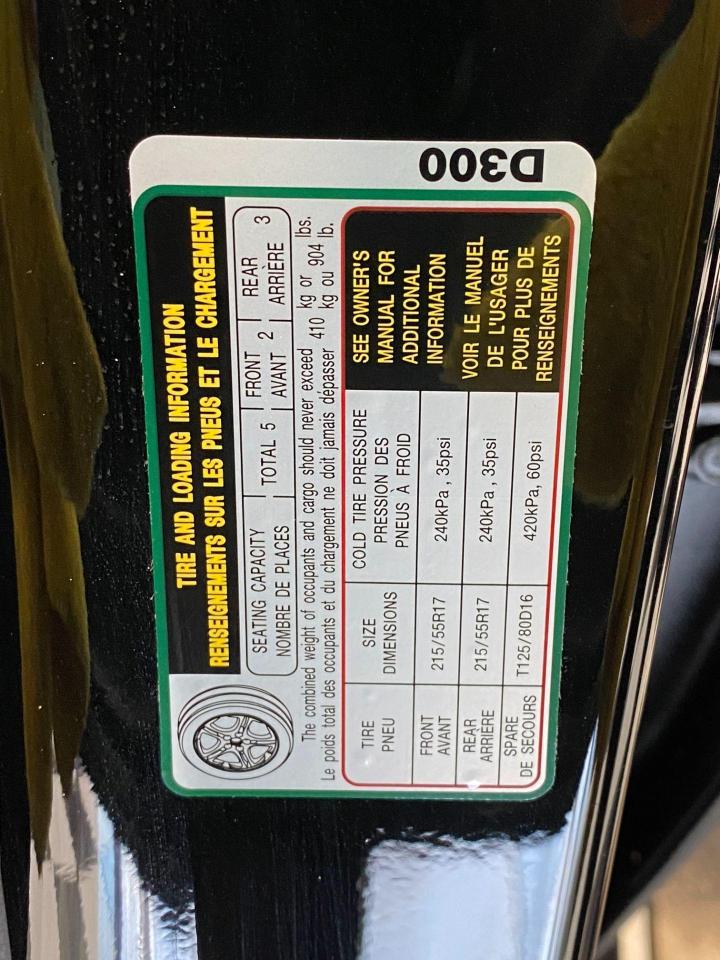 D300
TIRE AND LOADING INFORMATION
RENSEIGNEMENTS SUR LES PNEUS ET LE CHARGEMENT
SEATING CAPACITY TOTAL 5 FRONT 2 REAR 3
NOMBRE DE PLACES AVANT ARRIÈRE
The combined weight of occupants and cargo should never exceed 410 kg or 904 lbs.
Le poids total des occupants et du chargement ne doit jamais dépasser kg ou lb.
TIRE SIZE COLD TIRE PRESSURE
PNEU DIMENSIONS PRESSION DES
PNEUS À FROID
FRONT 215/55R17 240kPa , 35psi
AVANT
REAR 215/55R17 240kPa , 35psi
ARRIÈRE
SPARE T125/80D16 420kPa, 60psi
DE SECOURS
SEE OWNER'S
MANUAL FOR
ADDITIONAL
INFORMATION
VOIR LE MANUEL
DE L'USAGER
POUR PLUS DE
RENSEIGNEMENTS